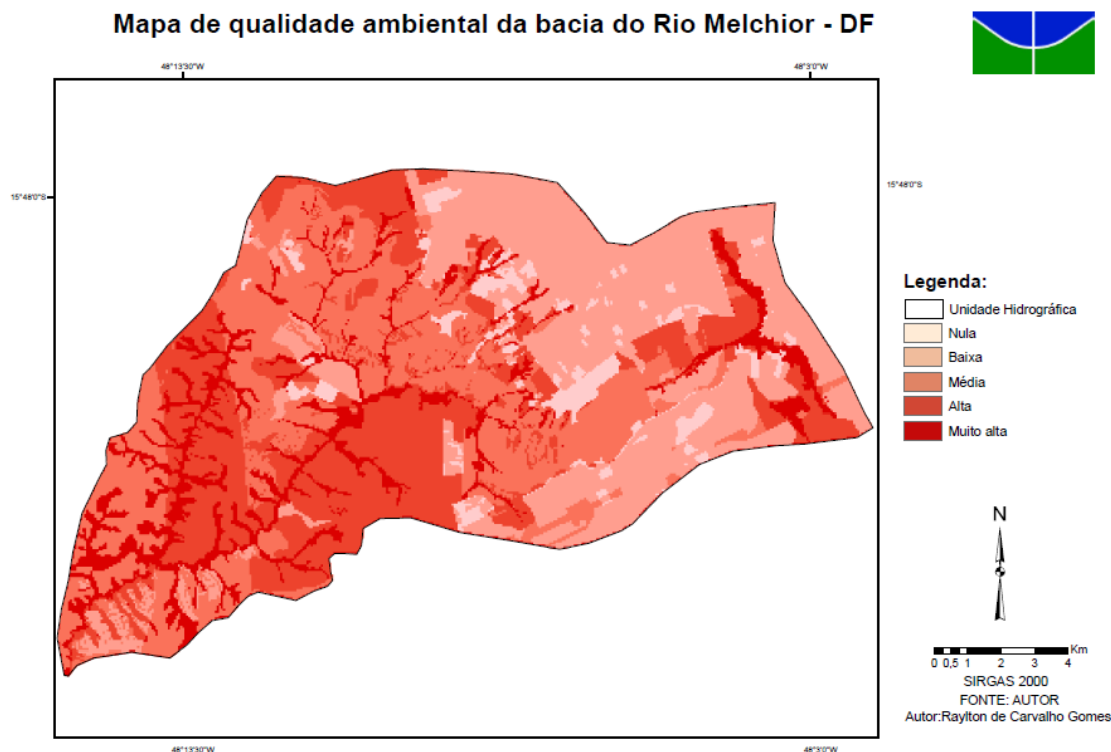 Mapa de qualidade ambiental da bacia do Rio Melchior - DF
48°13'30"W
48°3'0"W
15°48'0"S
15°48'0"S
Legenda:
Unidade Hidrográfica
Nula
Baixa
Média
Alta
Muito alta
N
0 0,5 1 2 3 4 Km
SIRGAS 2000
FONTE: AUTOR
Autor:Raylton de Carvalho Gomes
48°13'30"W
48°3'0"W